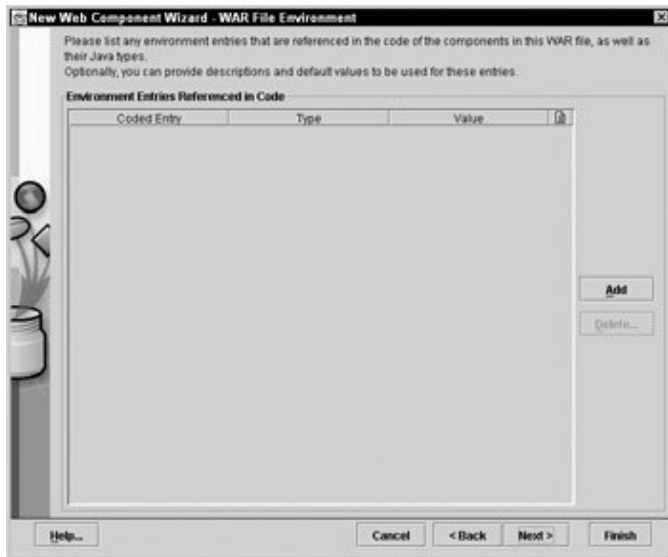 New Web Component Wizard - WAR File Environment
Please list any environment entries that are referenced in the code of the components in this WAR file, as well as
their Java types.
Optionally, you can provide descriptions and default values to be used for these entries.
Environment Entries Referenced in Code
Coded Entry Type Value
Add
Delete...
Help... Cancel < Back Next > Finish